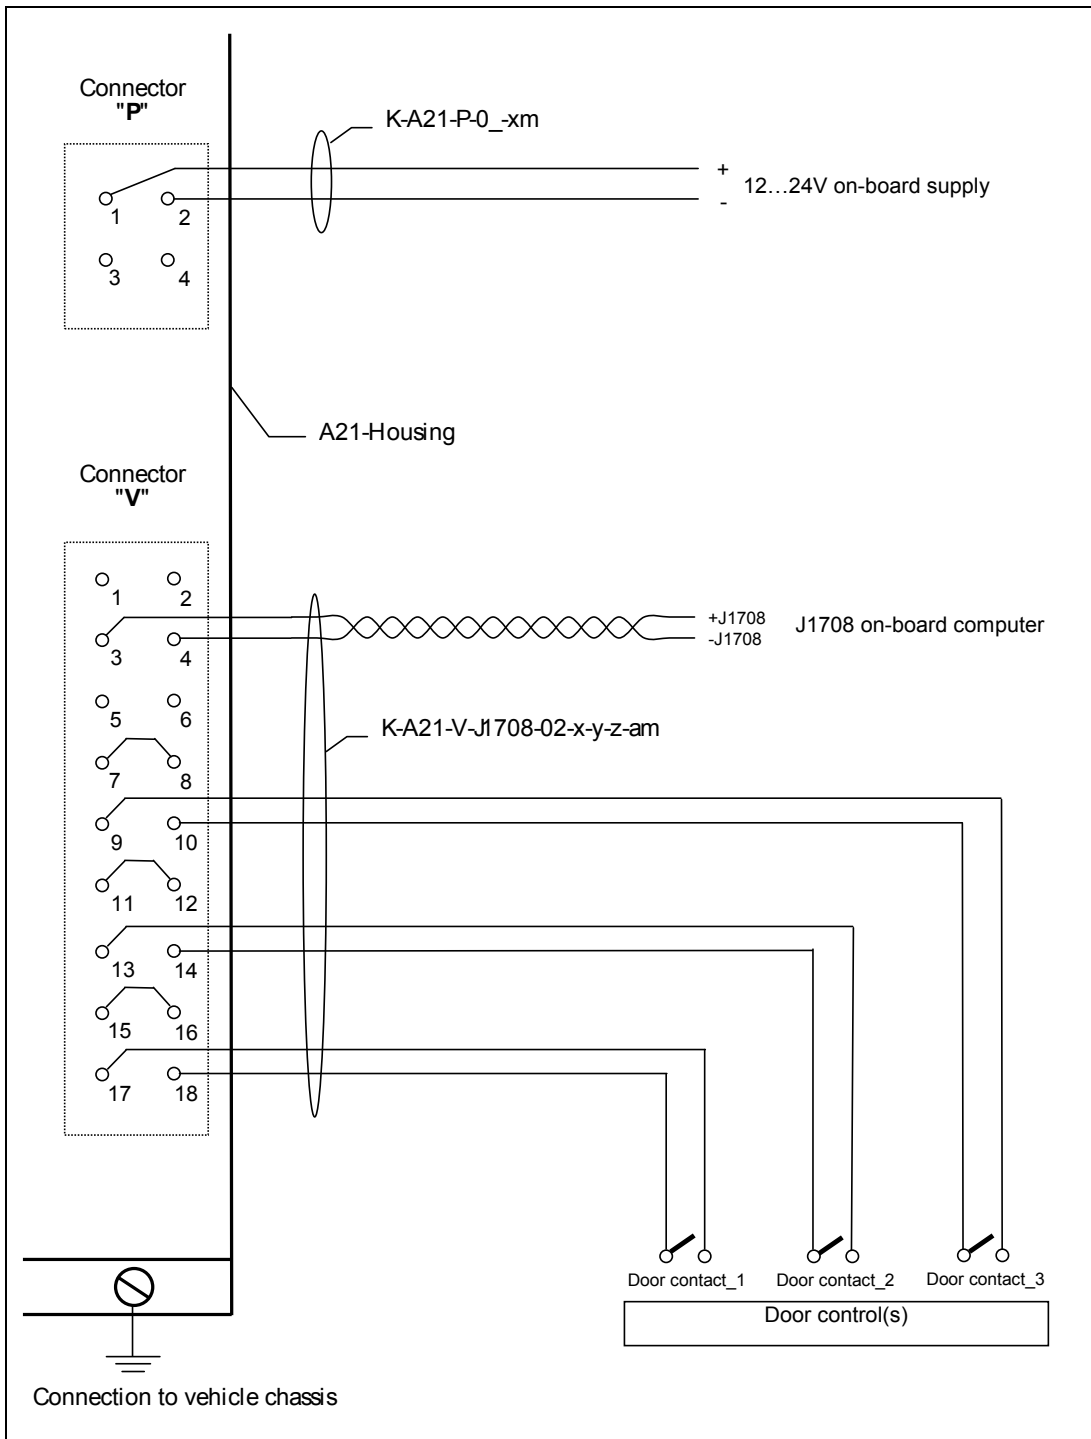 Connector
"P"
K-A21-P-0_-xm
+
12…24V on-board supply
-
1
2
3
4
A21-Housing
Connector
"V"
1
2
+J1708
-J1708
J1708 on-board computer
3
4
5
6
K-A21-V-J1708-02-x-y-z-am
7
8
9
10
11
12
13
14
15
16
17
18
Door contact_1
Door contact_2
Door contact_3
Door control(s)
Connection to vehicle chassis